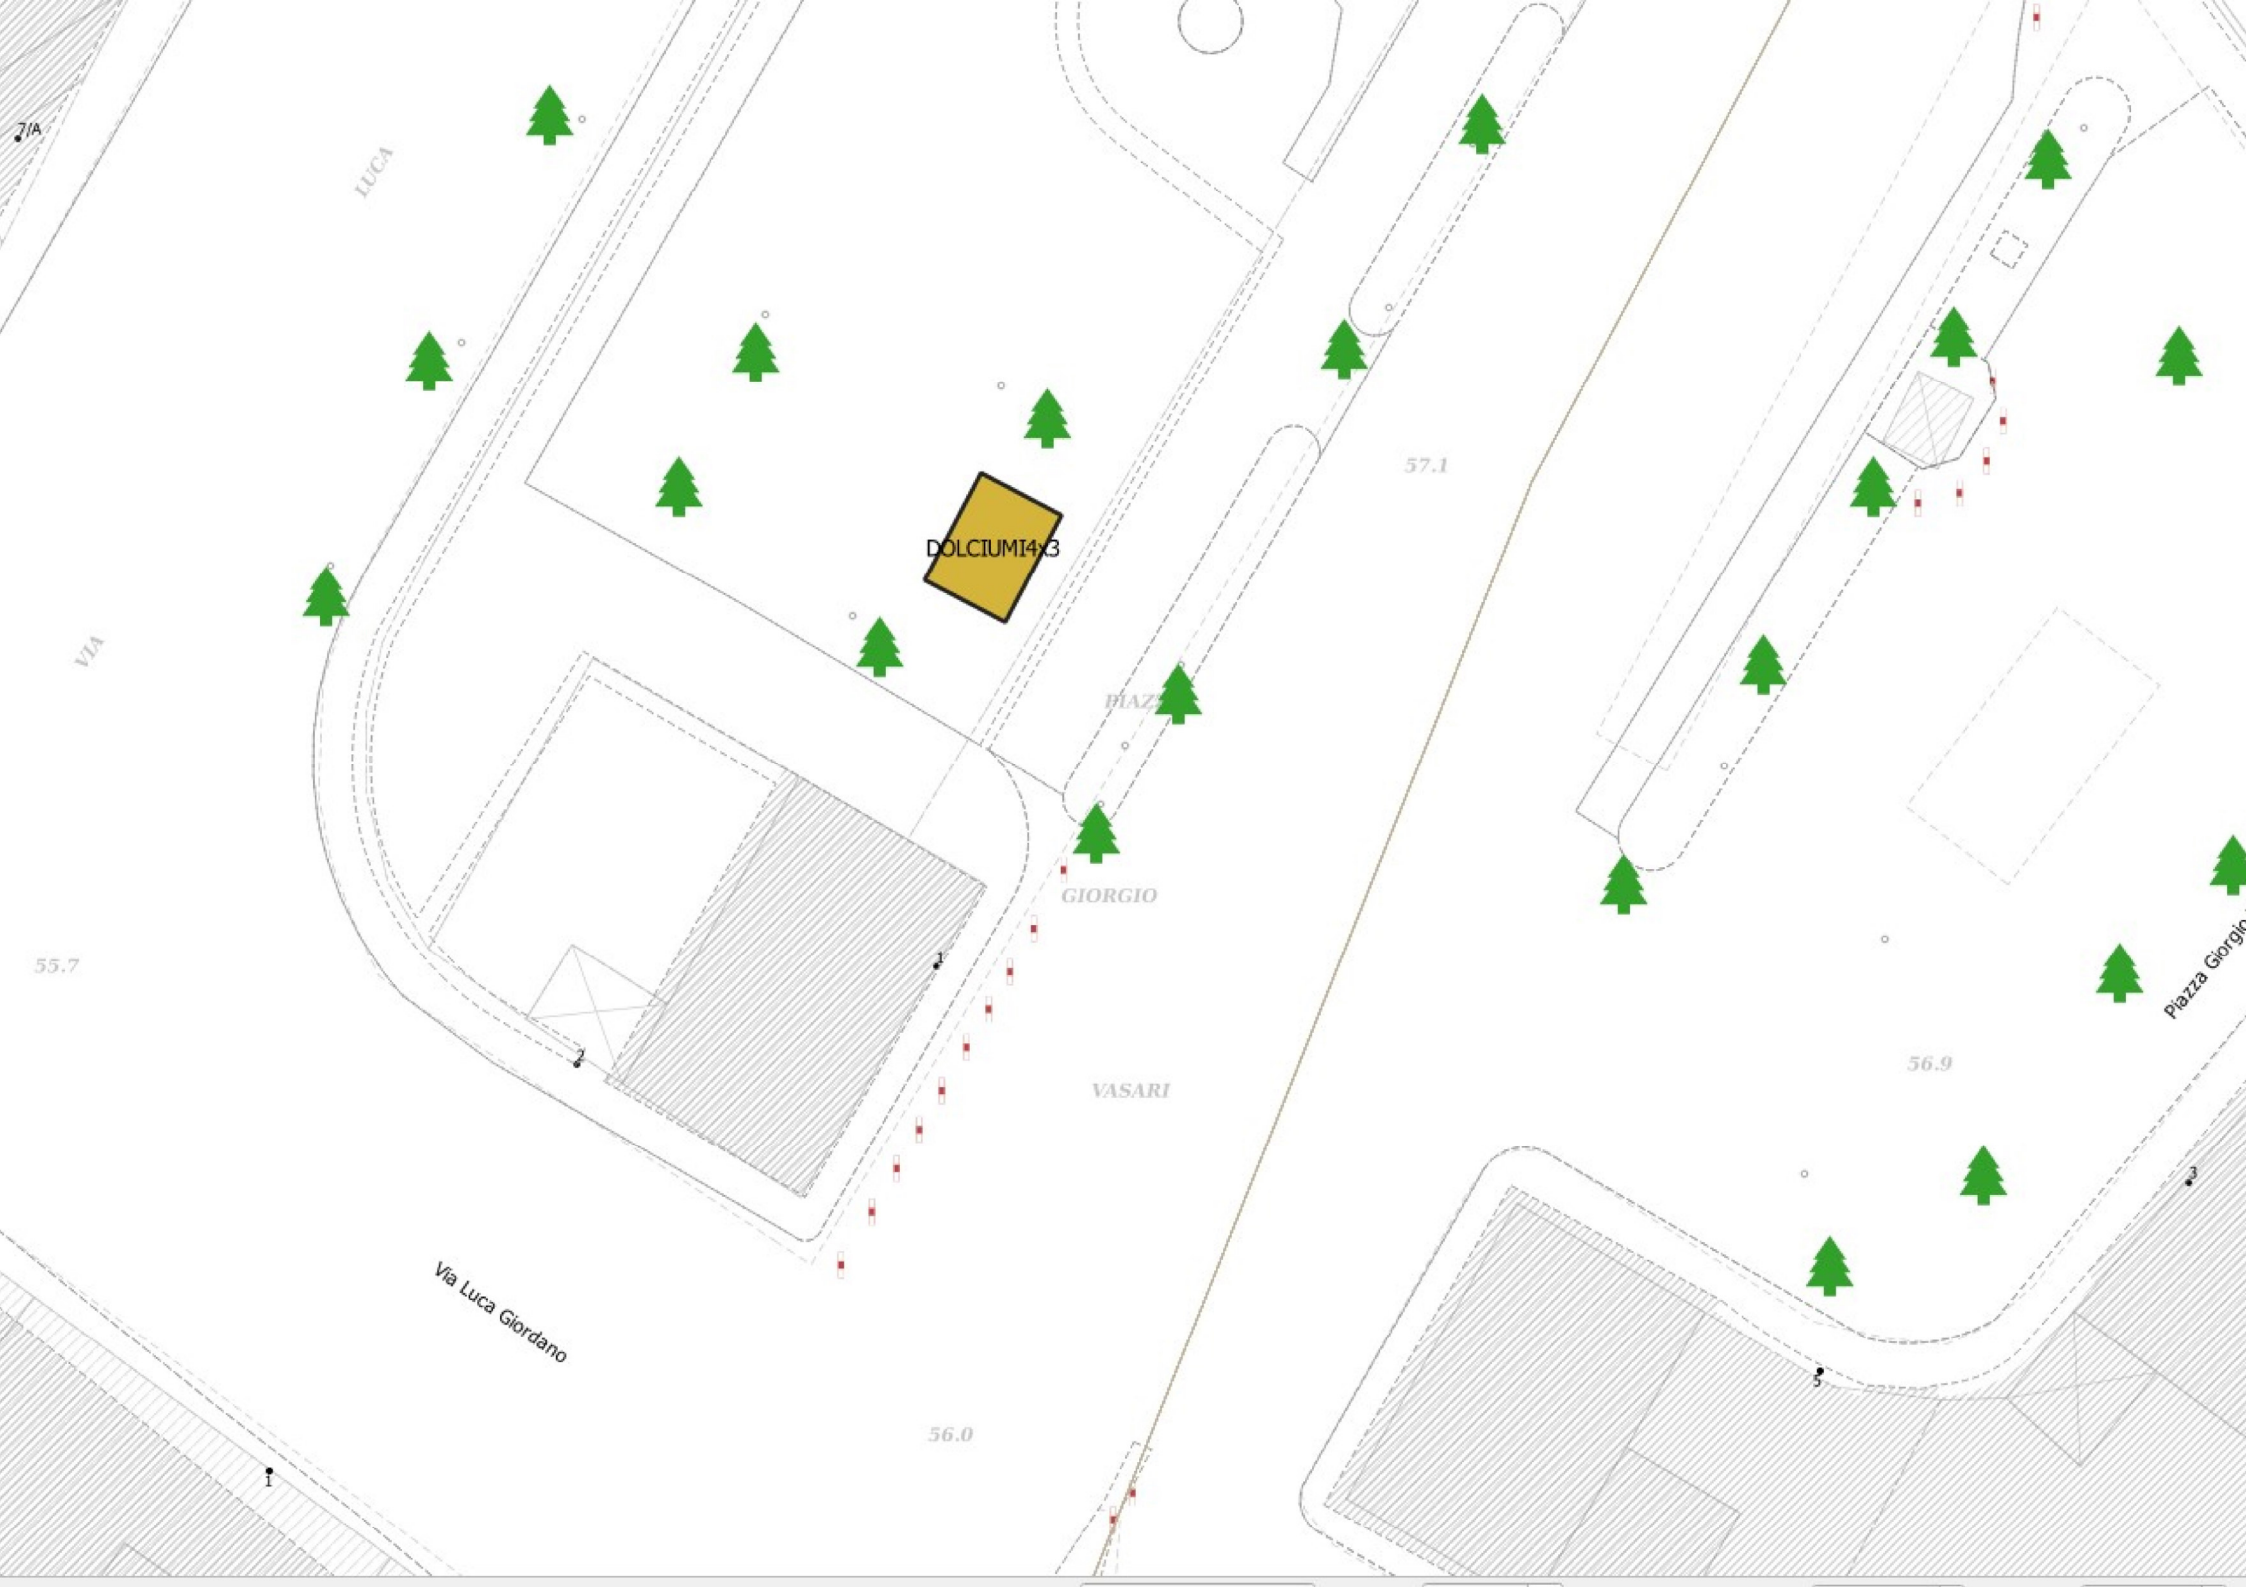 7/A
LUCA
57.1
DOLCIUMI4x3
VIA
PIAZ
GIORGIO
Piazza Giorgio
55.7
1
2
VASARI
56.9
3
Via Luca Giordano
5
56.0
1